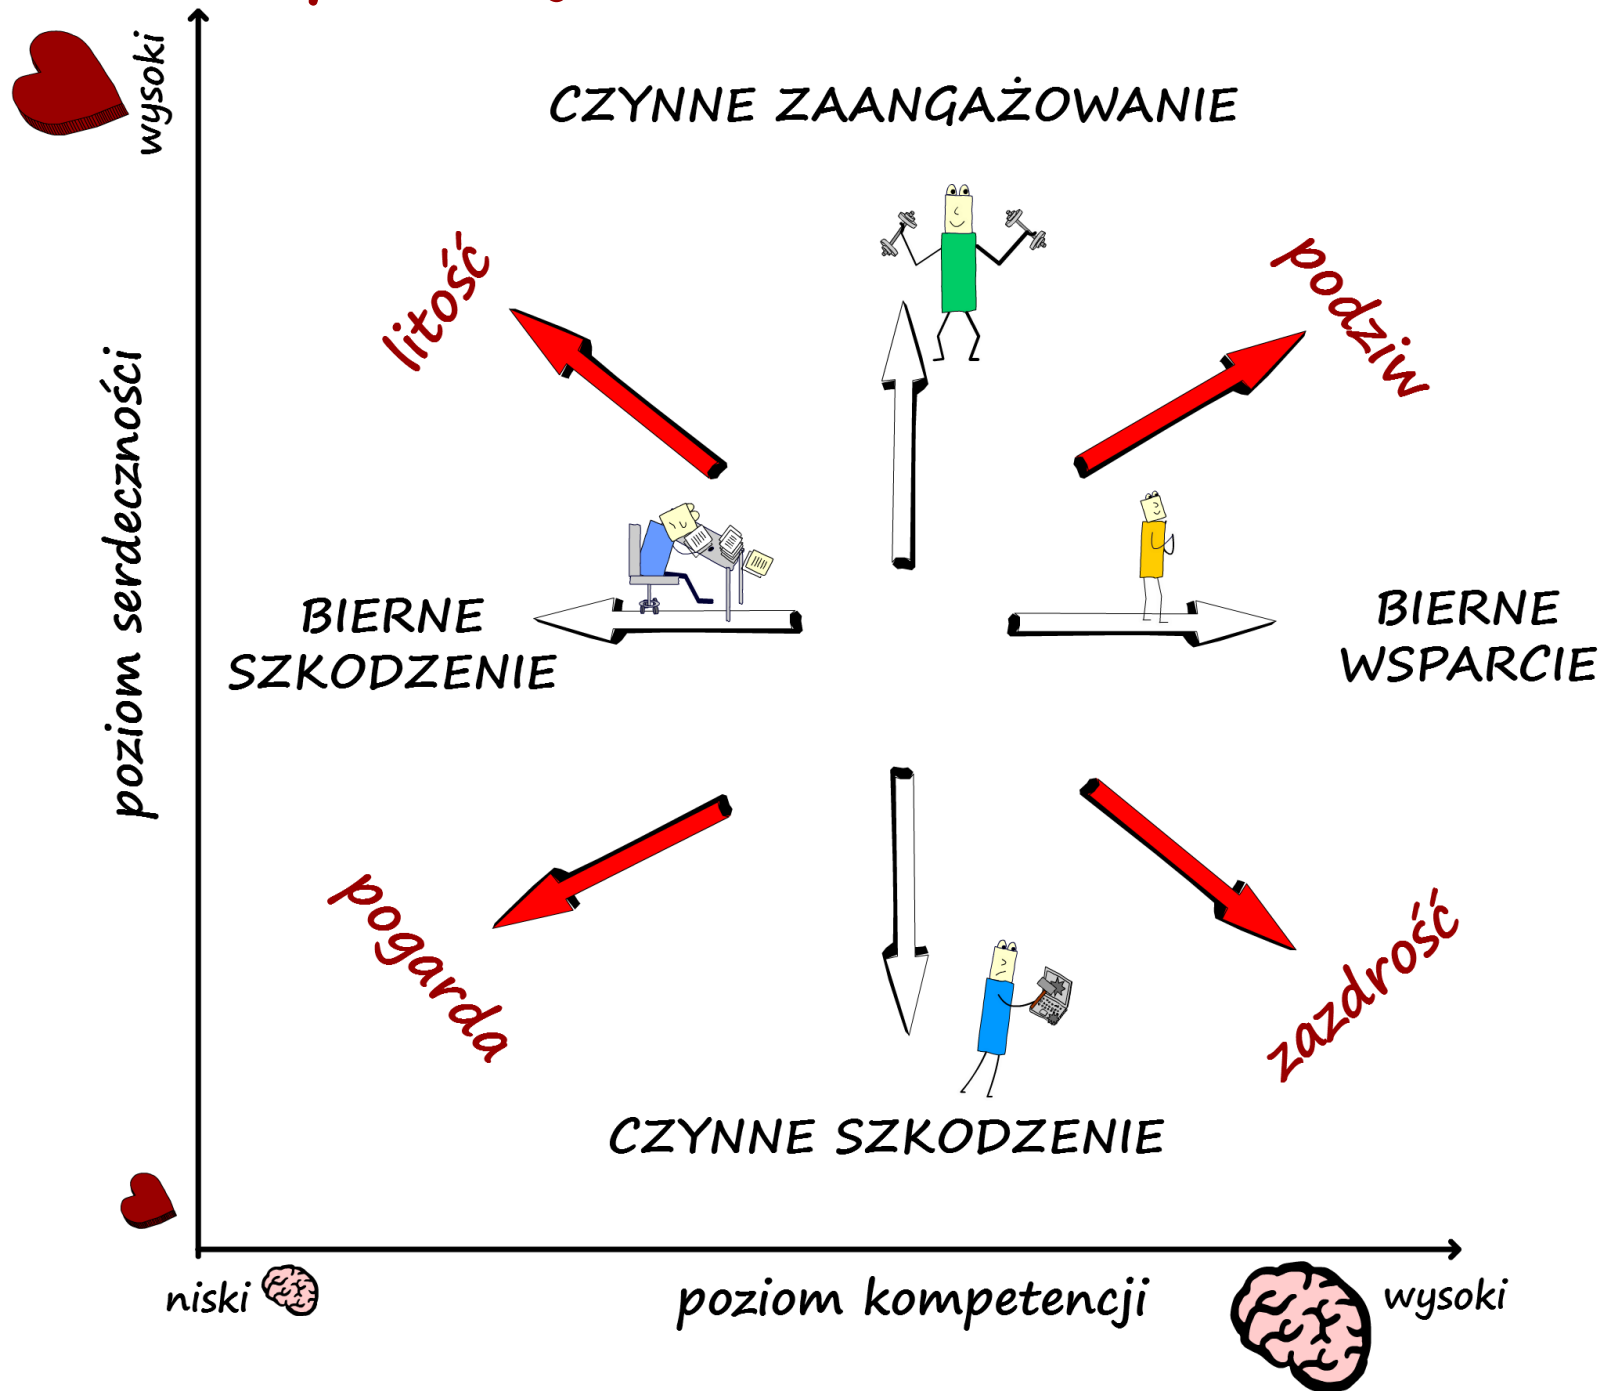 wysoki
CZYNNE ZAANGAŻOWANIE
litość
podziw
poziom serdeczności
BIERNE
SZKODZENIE
BIERNE
WSPARCIE
pogarda
zazdrość
CZYNNE SZKODZENIE
niski
poziom kompetencji
wysoki